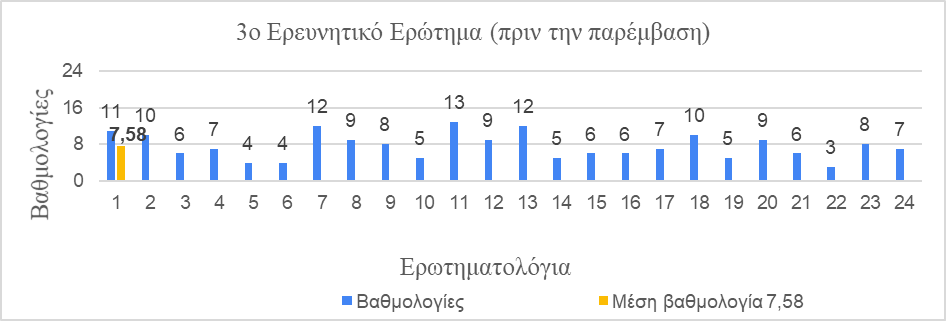 3ο Ερευνητικό Ερώτημα (πριν την παρέμβαση)
Βαθμολογίες
24
16
8
0
11 10 6 7 4 4 12 9 8 5 13 9 12 5 6 6 7 10 5 9 6 3 8 7
7,58
1 2 3 4 5 6 7 8 9 10 11 12 13 14 15 16 17 18 19 20 21 22 23 24
Ερωτηματολόγια
Βαθμολογίες Μέση βαθμολογία 7,58